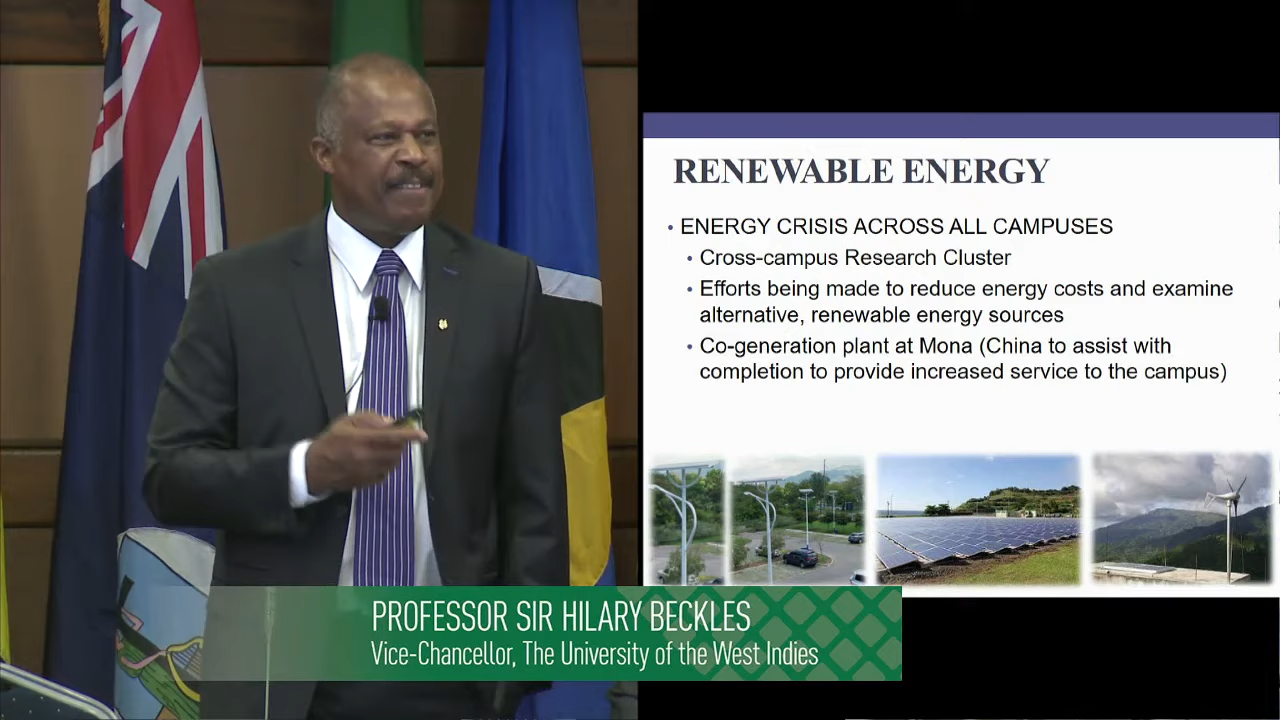 RENEWABLE ENERGY
• ENERGY CRISIS ACROSS ALL CAMPUSES
• Cross-campus Research Cluster
• Efforts being made to reduce energy costs and examine
alternative, renewable energy sources
• Co-generation plant at Mona (China to assist with
completion to provide increased service to the campus)
PROFESSOR SIR HILARY BECKLES
Vice-Chancellor, The University of the West Indies